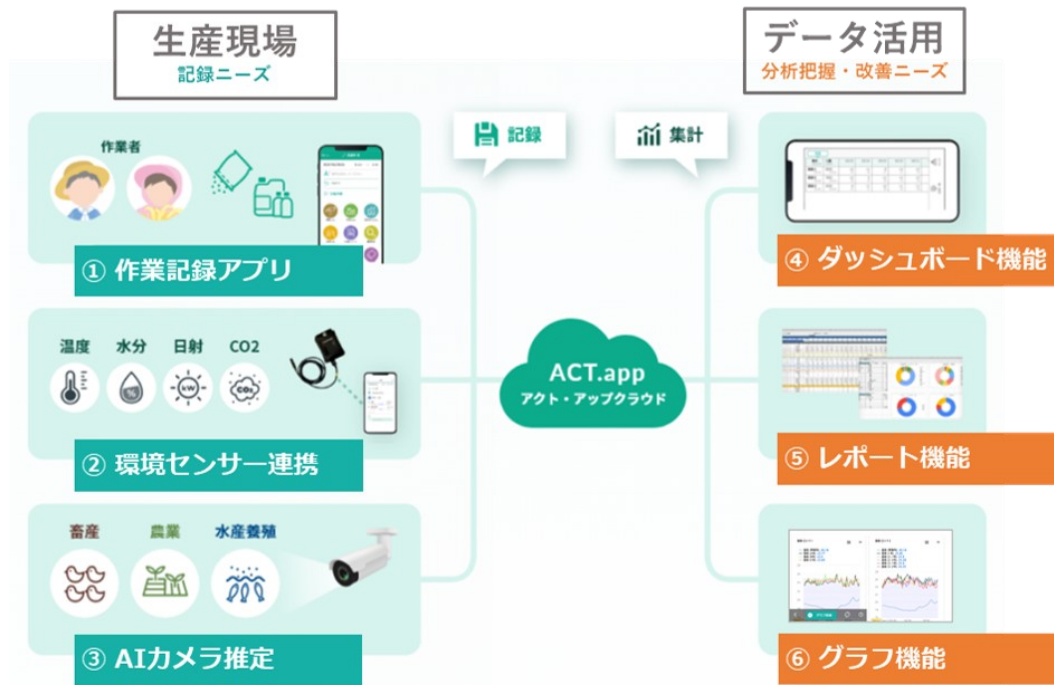 生産現場
記録ニーズ
データ活用
分析把握・改善ニーズ
記録
集計
作業者
① 作業記録アプリ
温度 水分 日射 CO2
kW
%
CO₂
② 環境センサー連携
畜産 農業 水産養殖
③ AIカメラ推定
ACT.app
アクト・アップクラウド
④ ダッシュボード機能
⑤ レポート機能
⑥ グラフ機能